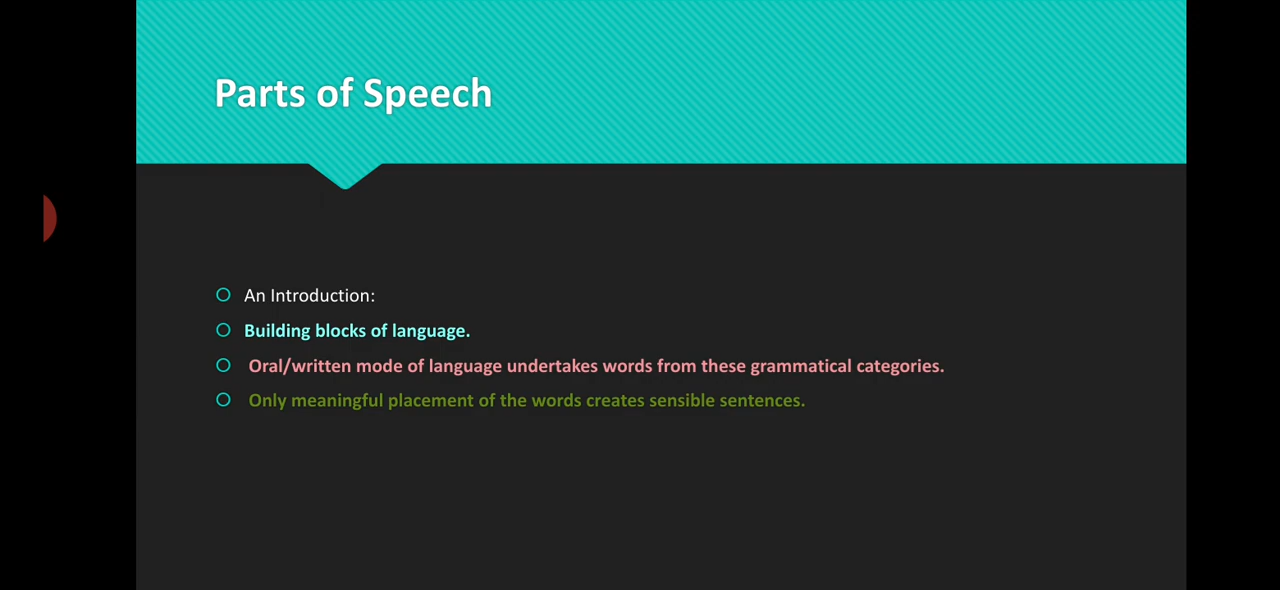 Parts of Speech
An Introduction:
Building blocks of language.
Oral/written mode of language undertakes words from these grammatical categories.
Only meaningful placement of the words creates sensible sentences.